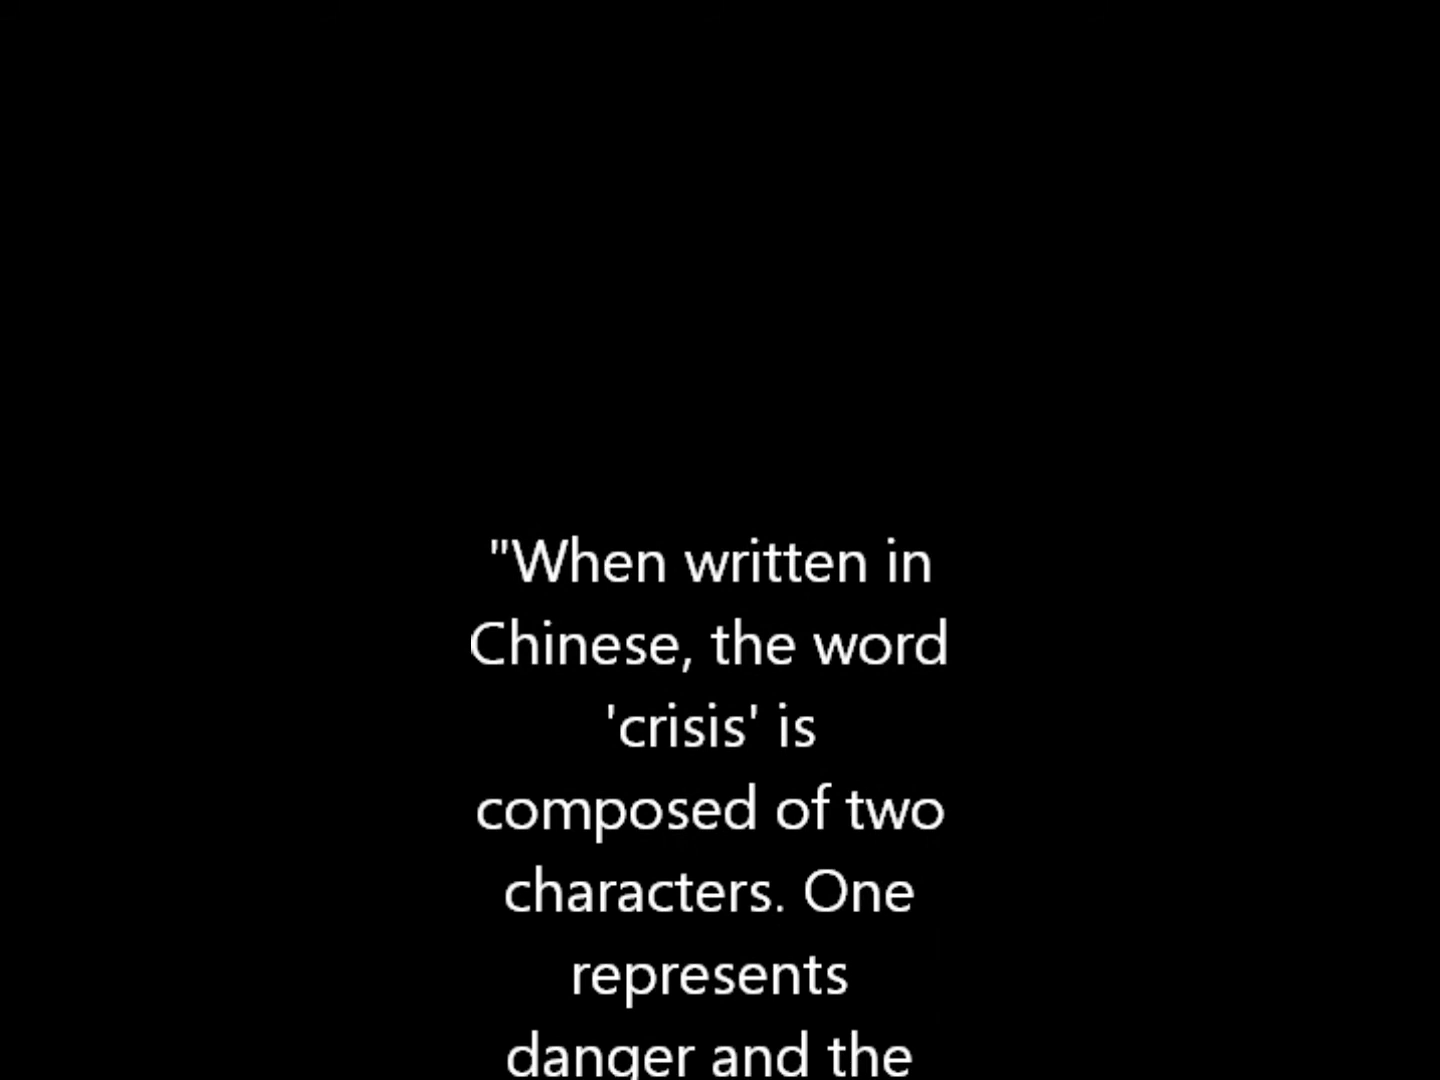 "When written in
Chinese, the word
'crisis' is
composed of two
characters. One
represents
danger and the